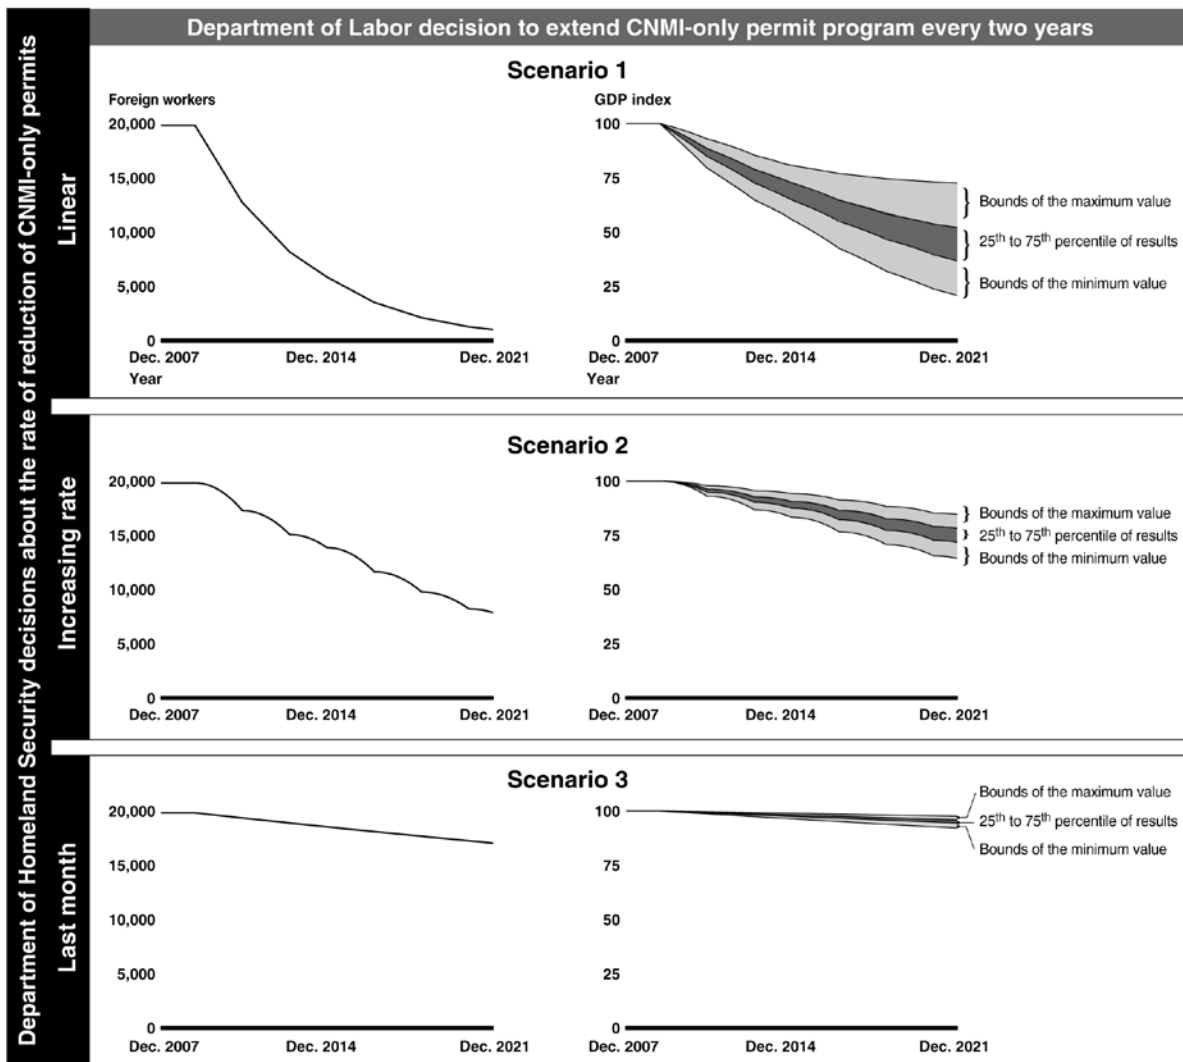 Department of Labor decision to extend CNMI-only permit program every two years
Department of Homeland Security decisions about the rate of reduction of CNMI-only permits
Linear
Scenario 1
Foreign workers
20,000
15,000
10,000
5,000
0
Dec. 2007
Dec. 2014
Dec. 2021
Year
GDP index
100
75
50
25
0
Dec. 2007
Dec. 2014
Dec. 2021
Year
Bounds of the maximum value
25th to 75th percentile of results
Bounds of the minimum value
Increasing rate
Scenario 2
20,000
15,000
10,000
5,000
0
Dec. 2007
Dec. 2014
Dec. 2021
100
75
50
25
0
Dec. 2007
Dec. 2014
Dec. 2021
Bounds of the maximum value
25th to 75th percentile of results
Bounds of the minimum value
Last month
Scenario 3
20,000
15,000
10,000
5,000
0
Dec. 2007
Dec. 2014
Dec. 2021
100
75
50
25
0
Dec. 2007
Dec. 2014
Dec. 2021
Bounds of the maximum value
25th to 75th percentile of results
Bounds of the minimum value